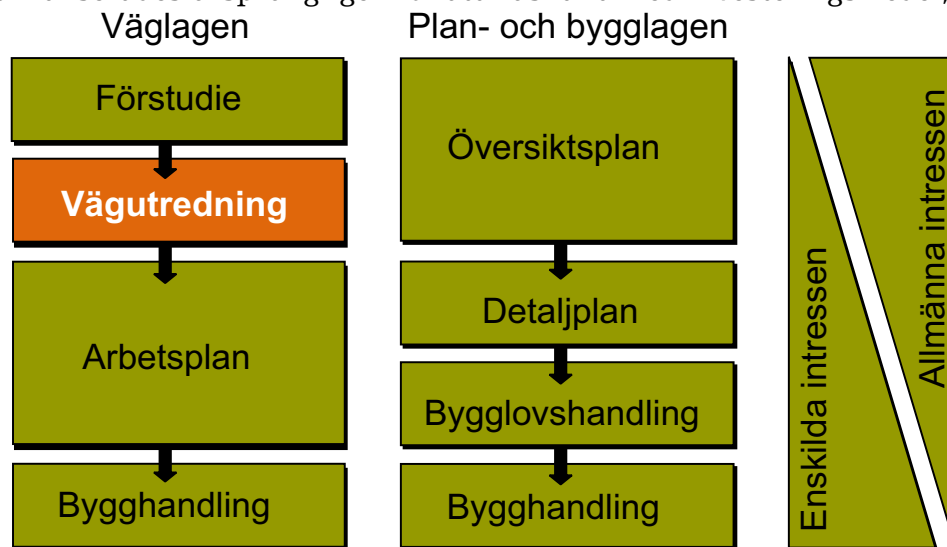 Väglagen
Plan- och bygglagen
Förstudie
Vägutredning
Arbetsplan
Bygghandling
Översiktsplan
Detaljplan
Bygglovshandling
Bygghandling
Enskilda intressen
Allmänna intressen